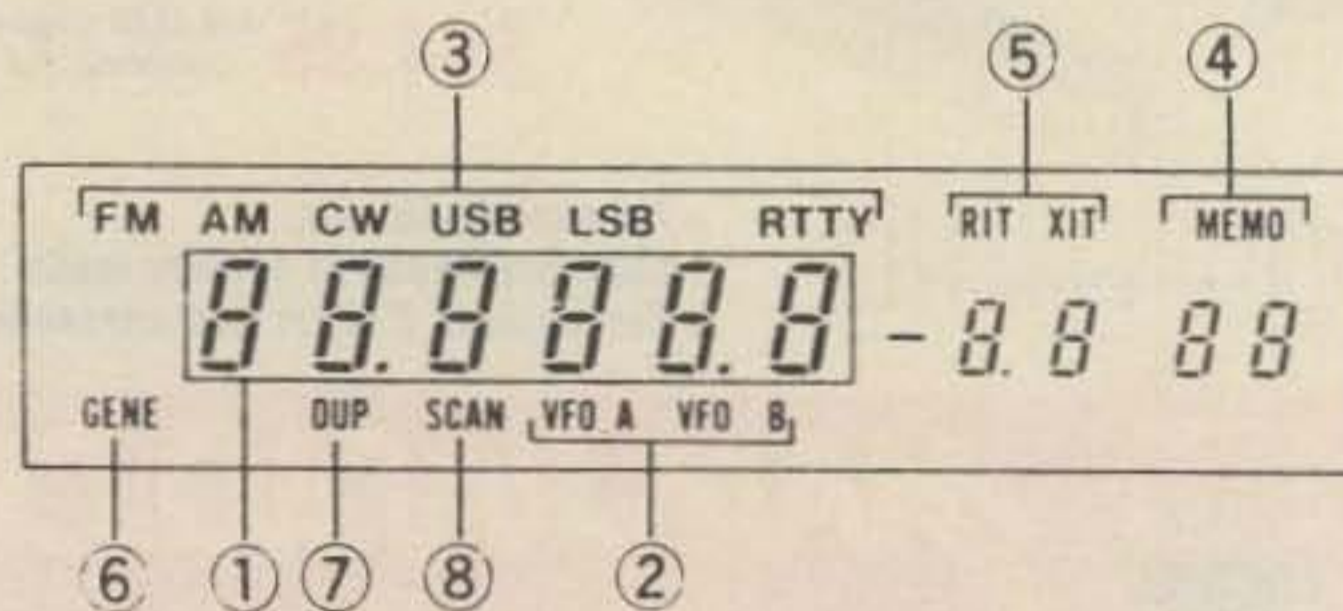 ③ ⑤ ④
FM AM CW USB LSB RTTY RIT XIT MEMO
88.888.8 -8.8 88
GENE DUP SCAN VFO A VFO B
⑥ ① ⑦ ⑧ ②